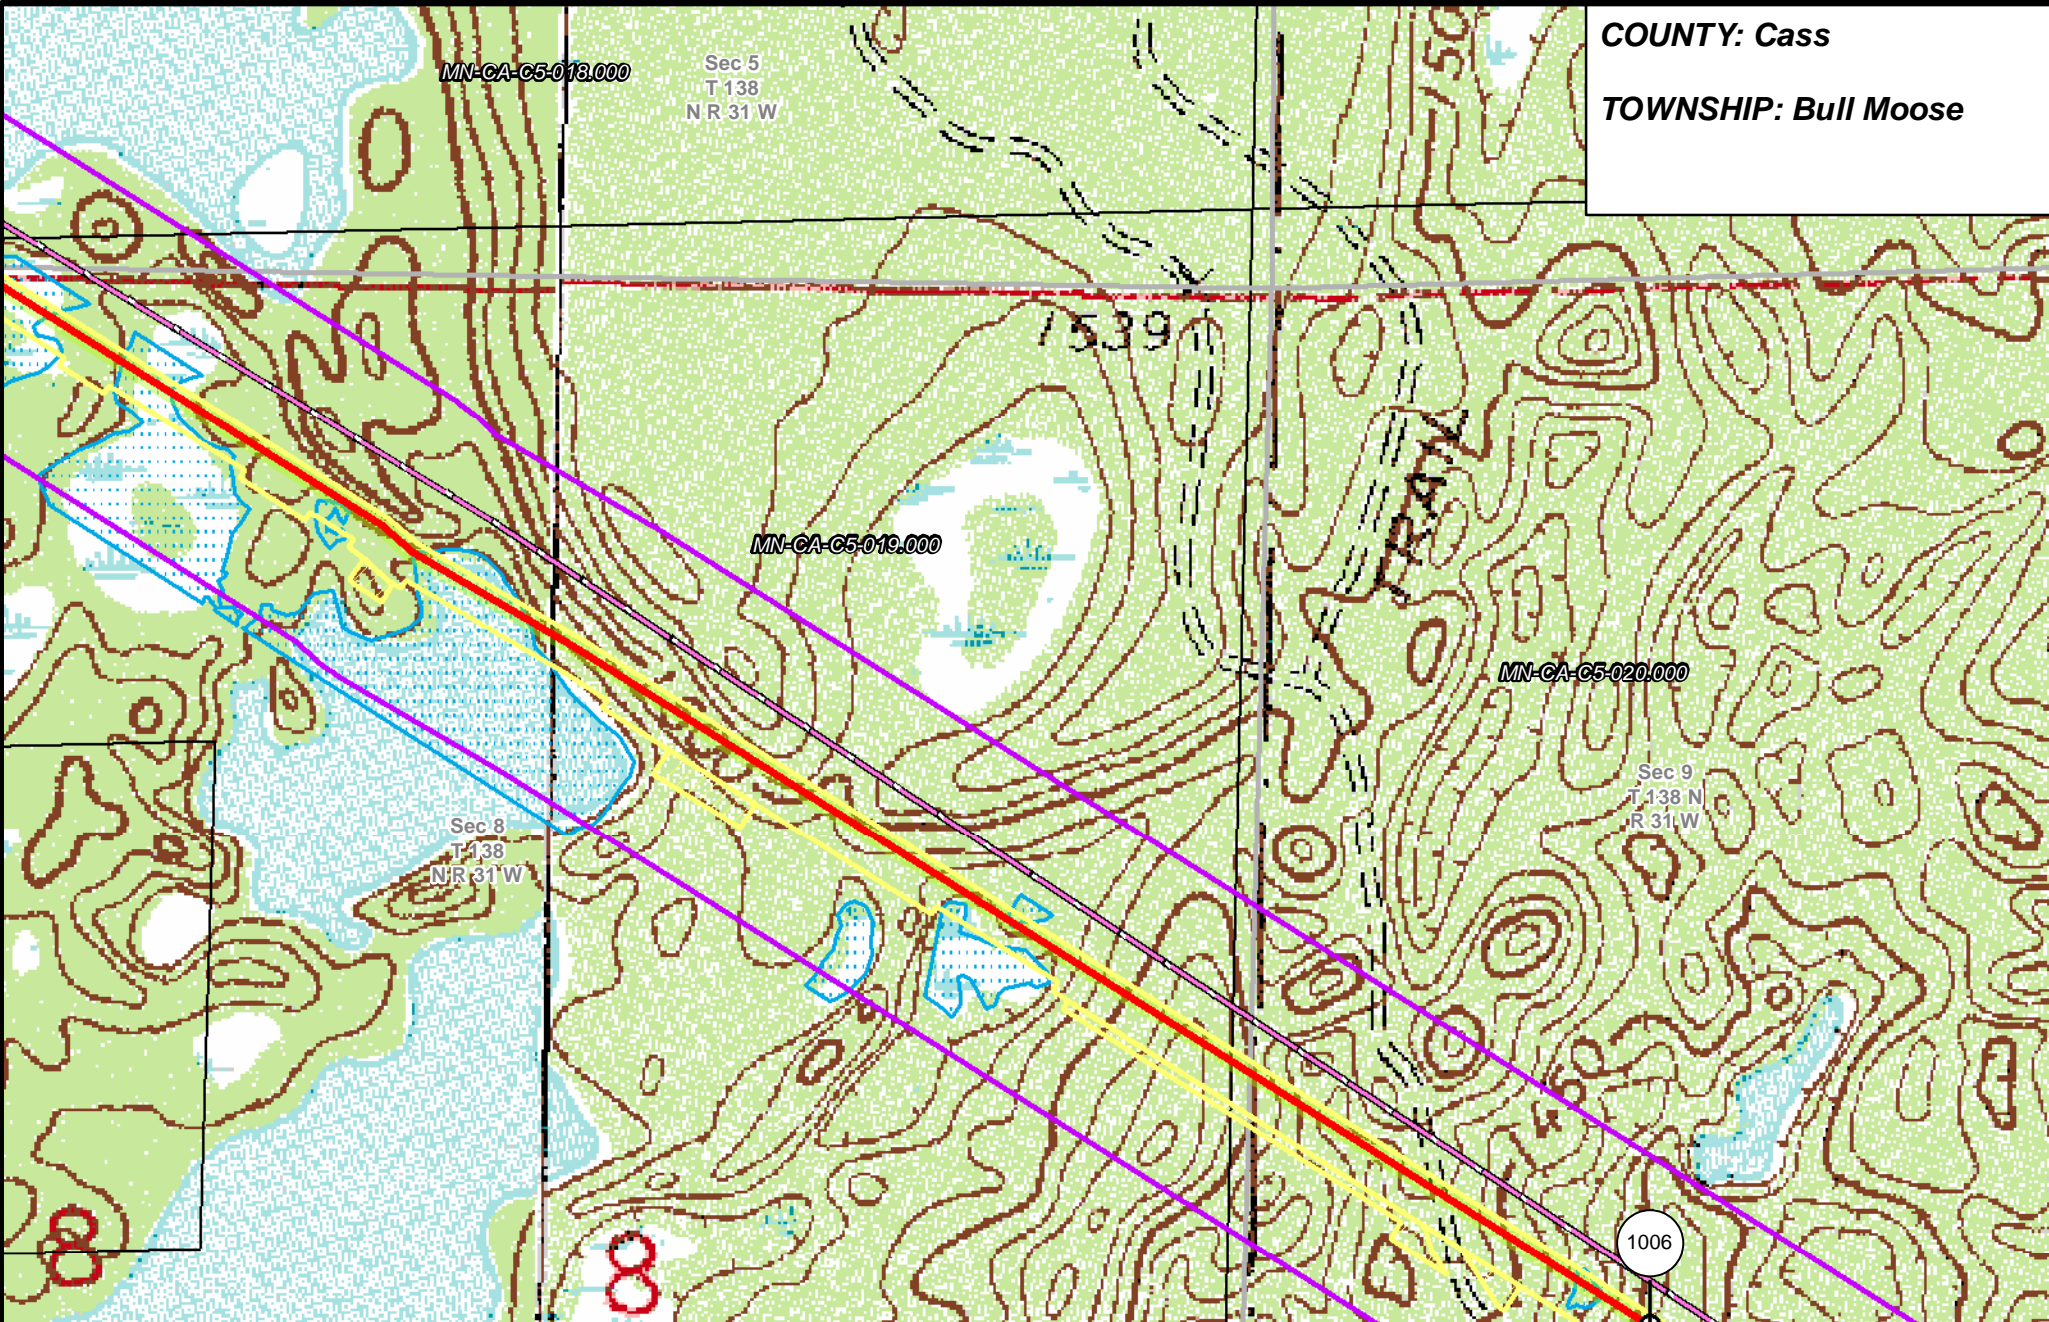 COUNTY: Cass
TOWNSHIP: Bull Moose
MN-CA-C5-018.000
Sec 5
T 138
N R 31 W
1500
1539
TRAIL
MN-CA-C5-019.000
MN-CA-C5-020.000
Sec 9
T 138 N
R 31 W
Sec 8
T 138
N R 31 W
8
8
1006